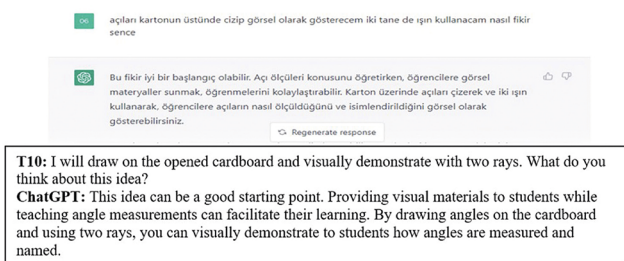 açıları kartonun üstünde cizip görsel olarak gösterecem iki tane de ışın kullanacam nasıl fikir
sence
Bu fikir iyi bir başlangıç olabilir. Açı ölçüleri konusunu öğretirken, öğrencilere görsel
materyaller sunmak, öğrenmelerini kolaylaştırabilir. Karton üzerinde açıları çizerek ve iki ışın
kullanarak, öğrencilere açıların nasıl ölçüldüğünü ve isimlendirildiğini görsel olarak
gösterebilirsiniz.
Regenerate response
T10: I will draw on the opened cardboard and visually demonstrate with two rays. What do you
think about this idea?
ChatGPT: This idea can be a good starting point. Providing visual materials to students while
teaching angle measurements can facilitate their learning. By drawing angles on the cardboard
and using two rays, you can visually demonstrate to students how angles are measured and
named.